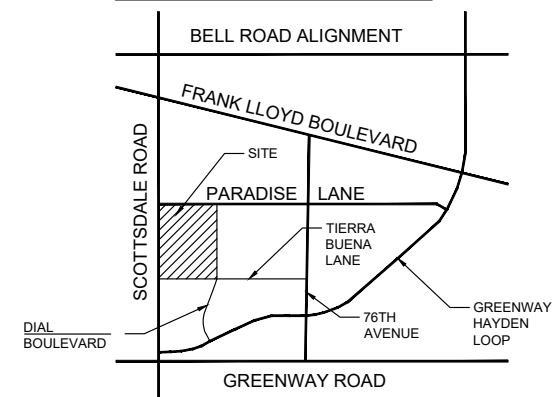 BELL ROAD ALIGNMENT
FRANK LLOYD BOULEVARD
SCOTTSDALE ROAD
SITE
PARADISE LANE
TIERRA
BUENA
LANE
DIAL
BOULEVARD
76TH
AVENUE
GREENWAY
HAYDEN
LOOP
GREENWAY ROAD